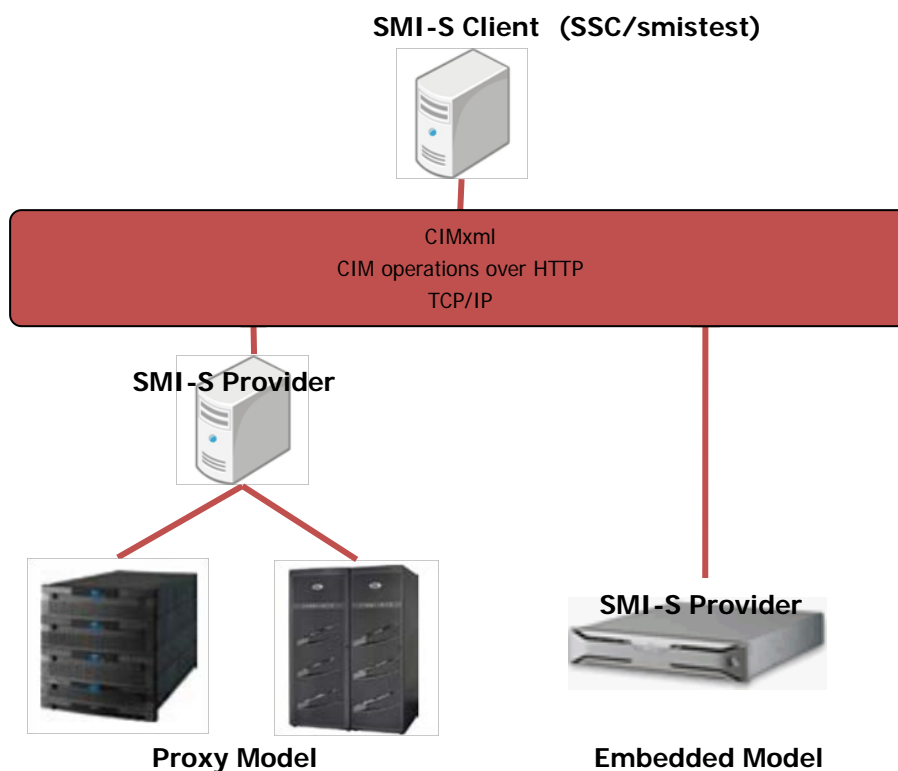 SMI-S Client (SSC/smistest)
CIMxml
CIM operations over HTTP
TCP/IP
SMI-S Provider
SMI-S Provider
Proxy Model
Embedded Model